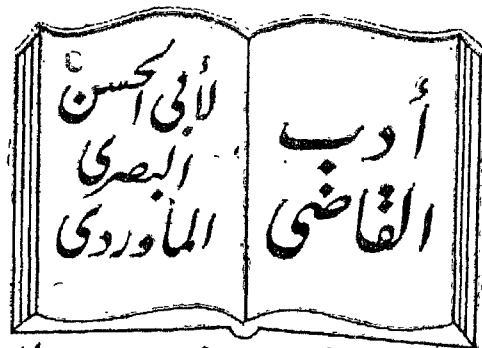 أدب
القاضى
لأبى الحسن
البصرى
الماوردى